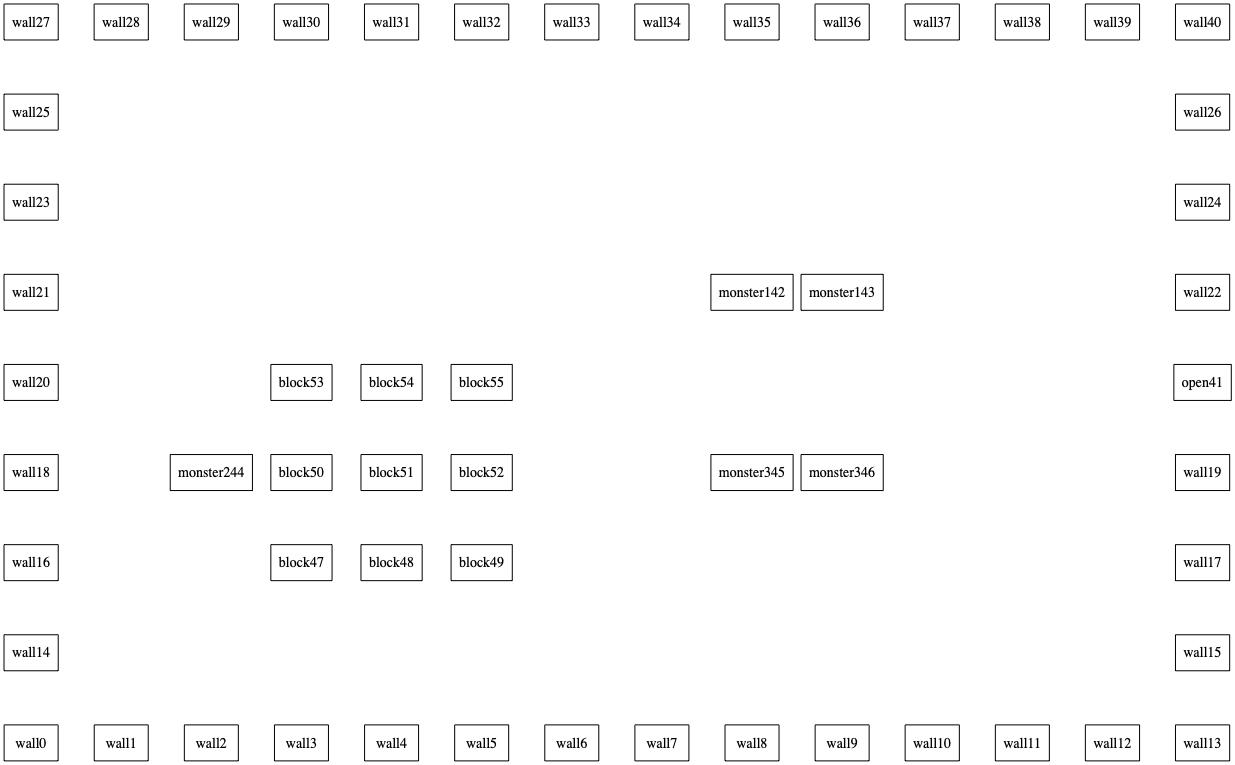 wall27 wall28 wall29 wall30 wall31 wall32 wall33 wall34 wall35 wall36 wall37 wall38 wall39 wall40
wall25 wall26
wall23 wall24
wall21 monster142 monster143 wall22
wall20 block53 block54 block55 open41
wall18 monster244 block50 block51 block52 monster345 monster346 wall19
wall16 block47 block48 block49 wall17
wall14 wall15
wall0 wall1 wall2 wall3 wall4 wall5 wall6 wall7 wall8 wall9 wall10 wall11 wall12 wall13